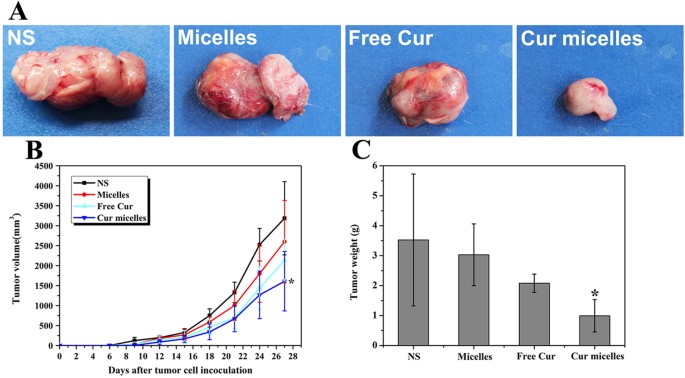 A
NS
Micelles
Free Cur
Cur micelles
B
4500
4000
3500
3000
2500
2000
1500
1000
500
0
Tumor volume(mm³)
NS
Micelles
Free Cur
Cur micelles
*
0 2 4 6 8 10 12 14 16 18 20 22 24 26 28 30
Days after tumor cell incoculation
C
6
5
4
3
2
1
0
Tumor weight (g)
*
NS
Micelles
Free Cur
Cur micelles